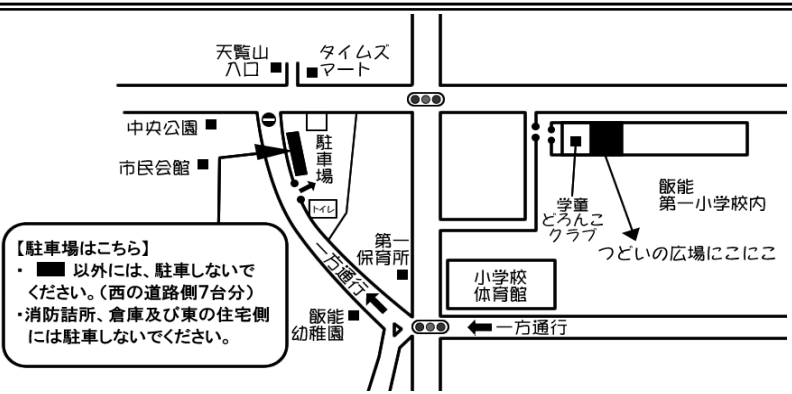 天覧山
入口
タイムズ
マート
中央公園
市民会館
駐車場
トイレ
第一
保育所
一方通行
飯能
幼稚園
小学校
体育館
一方通行
学童
どろんこ
クラブ
飯能
第一小学校内
つどいの広場にこにこ
【駐車場はこちら】
・ 以外には、駐車しないで
ください。（西の道路側7台分）
・消防詰所、倉庫及び東の住宅側
には駐車しないでください。